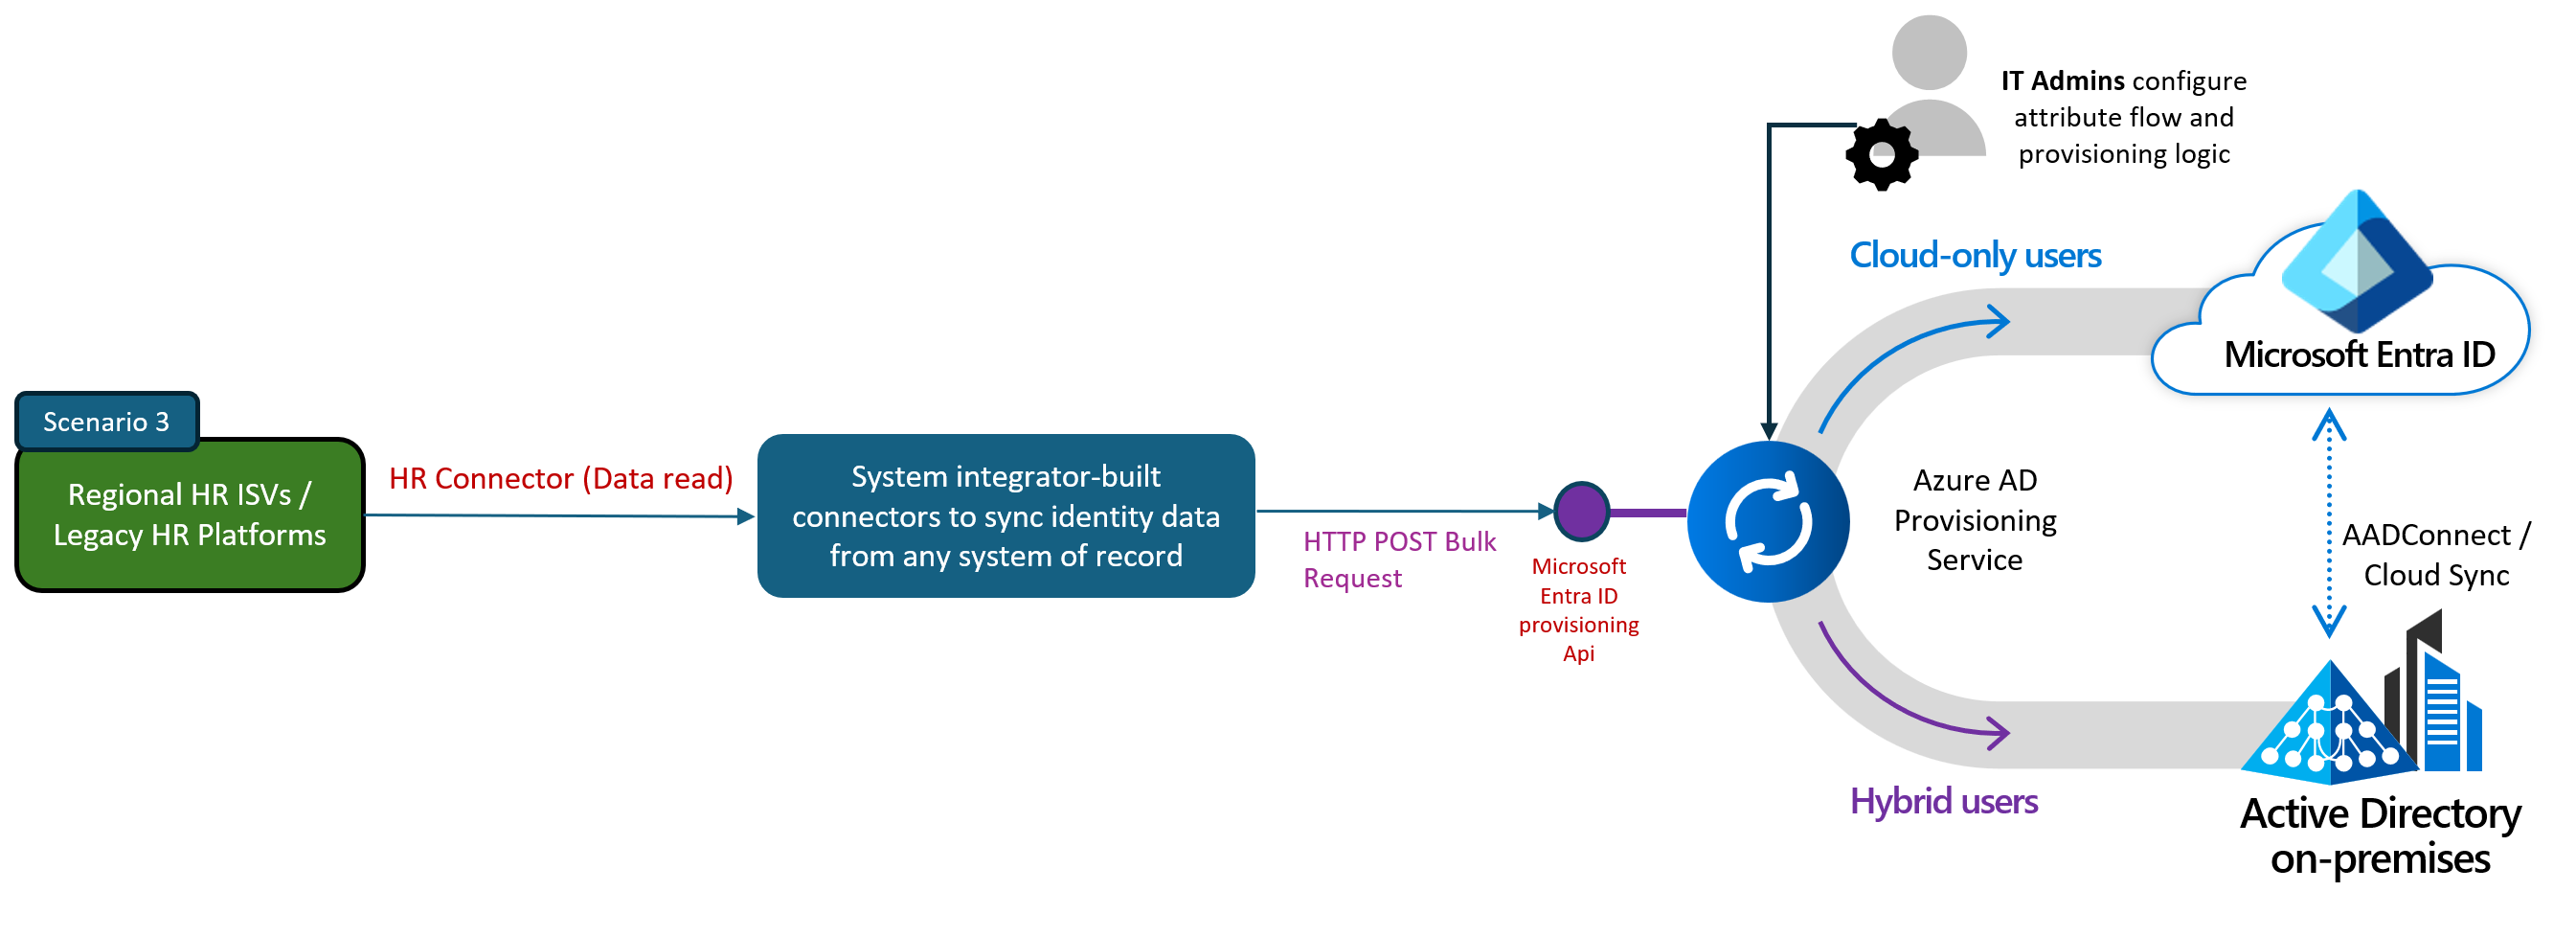 IT Admins configure
attribute flow and
provisioning logic
Cloud-only users
Microsoft Entra ID
Scenario 3
Regional HR ISVs /
Legacy HR Platforms
HR Connector (Data read)
System integrator-built
connectors to sync identity data
from any system of record
HTTP POST Bulk
Request
Microsoft
Entra ID
provisioning
Api
Azure AD
Provisioning
Service
AADConnect /
Cloud Sync
Hybrid users
Active Directory
on-premises